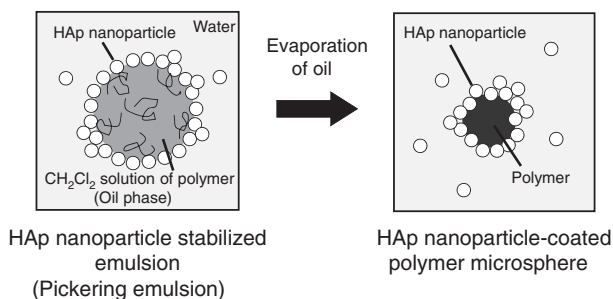 HAp nanoparticle
Water
CH₂Cl₂ solution of polymer
(Oil phase)
HAp nanoparticle stabilized
emulsion
(Pickering emulsion)
Evaporation
of oil
HAp nanoparticle
Polymer
HAp nanoparticle-coated
polymer microsphere